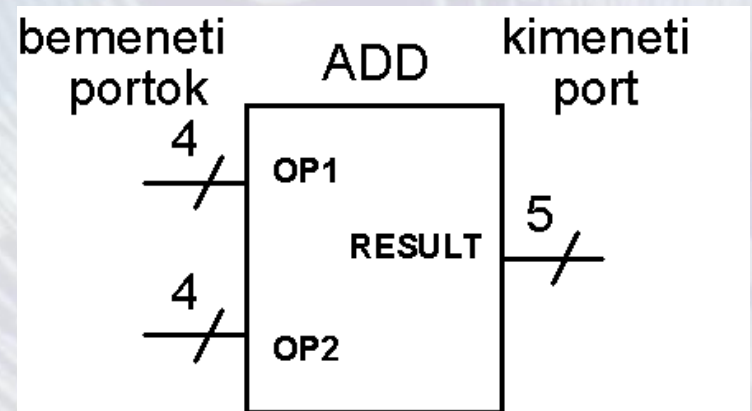 bemeneti
portok
ADD
kimeneti
port
4
OP1
RESULT
5
4
OP2